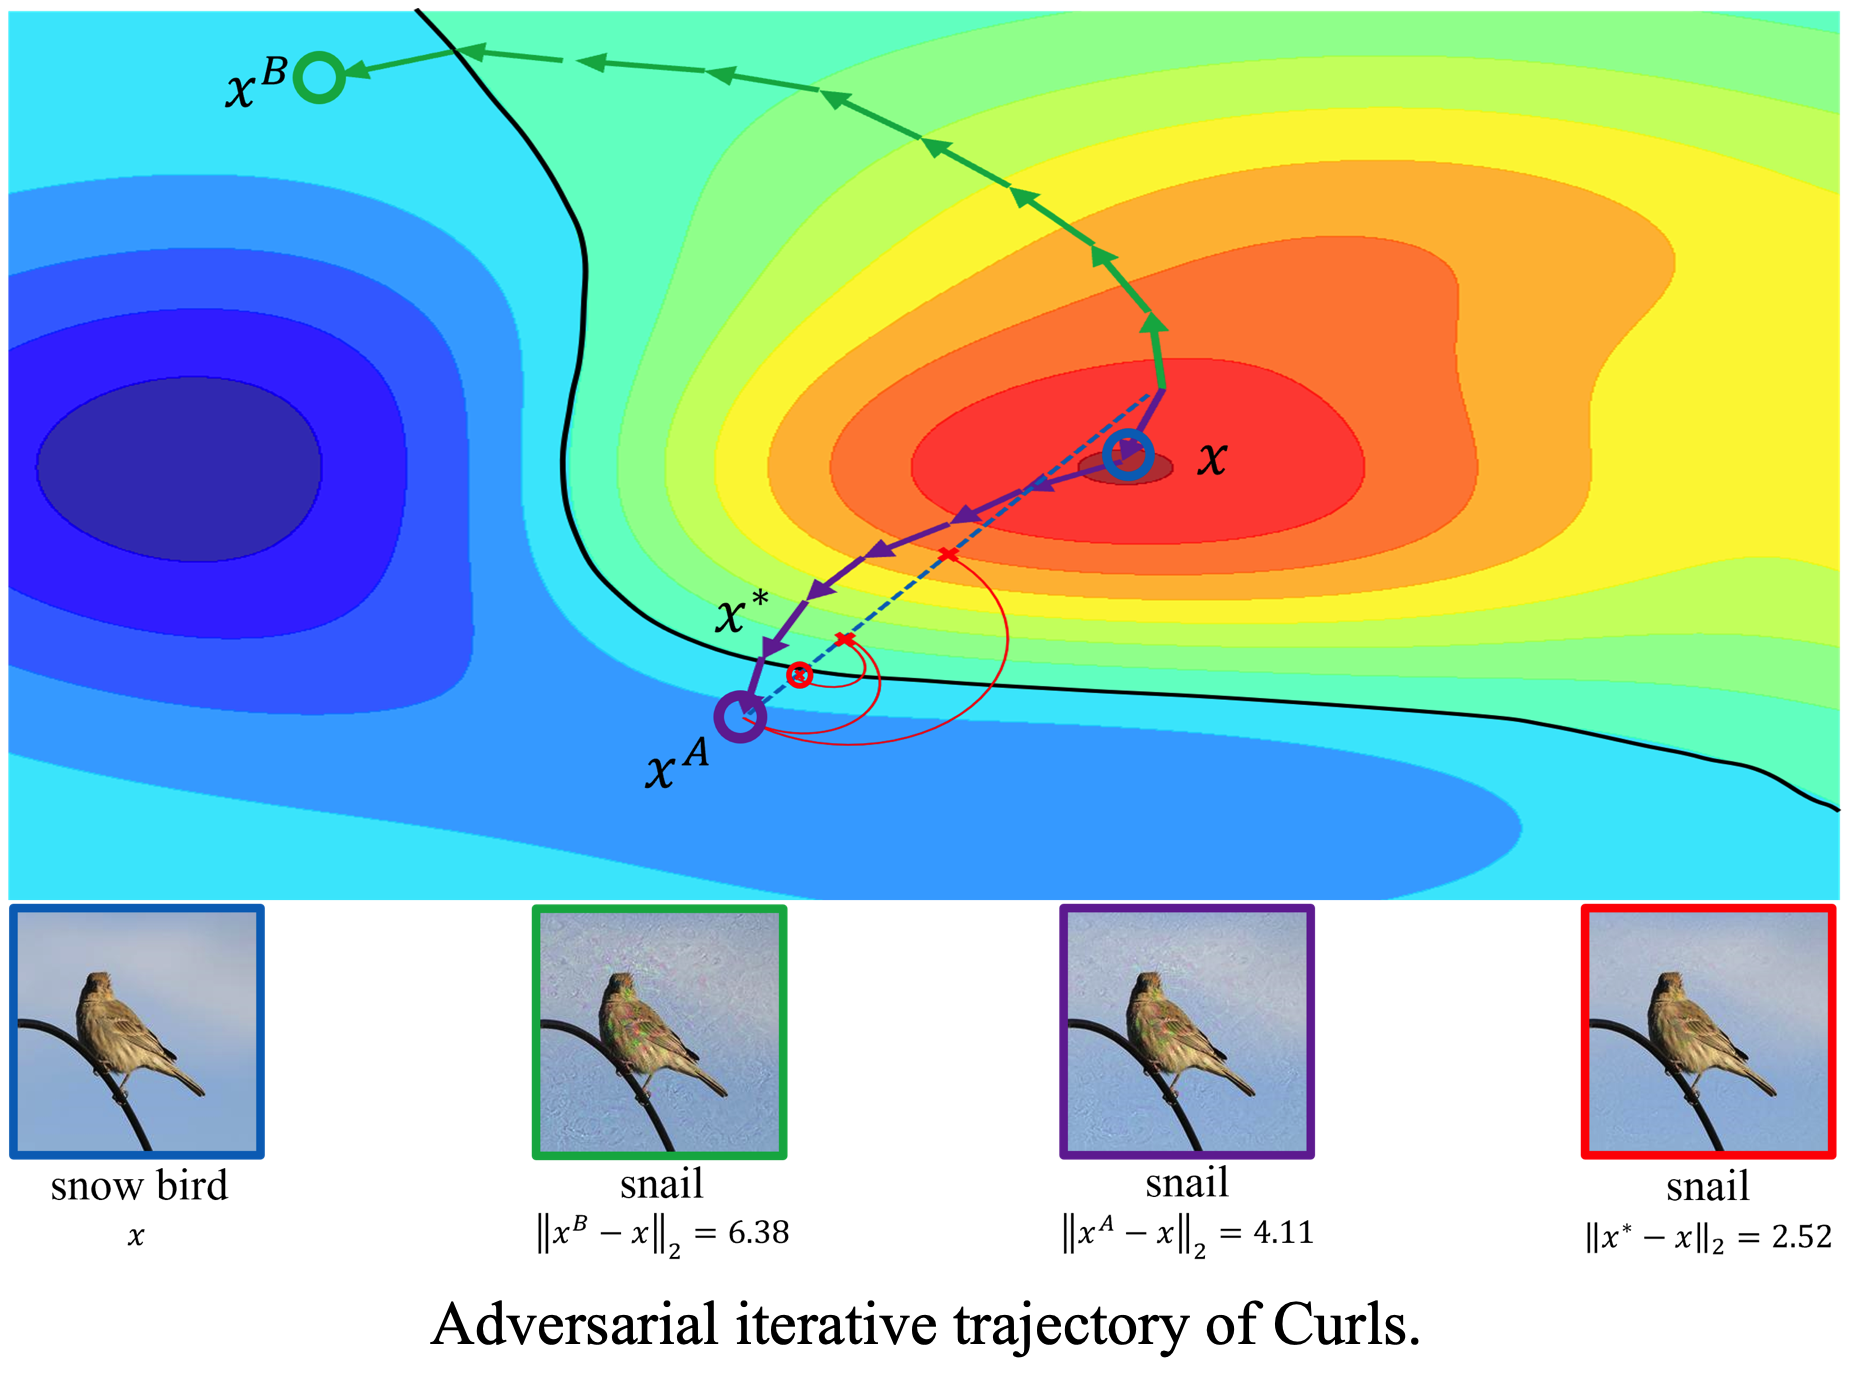 x^B
x
x^*
x^A
snow bird
snail
snail
snail
x
‖x^B − x‖_2 = 6.38
‖x^A − x‖_2 = 4.11
‖x^* − x‖_2 = 2.52
Adversarial iterative trajectory of Curls.